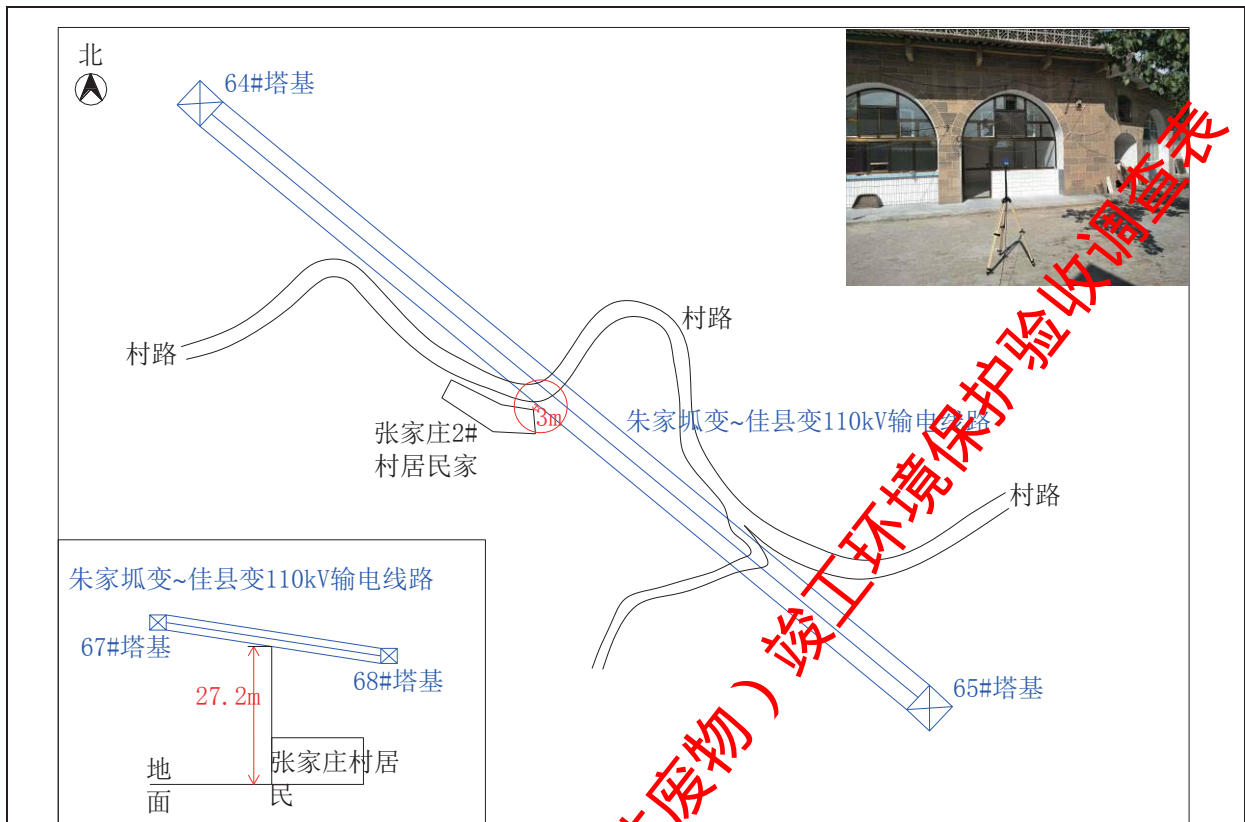 北
64#塔基
村路
村路
3m
朱家坬变~佳县变110kV输电线路
张家庄2#
村居民家
村路
朱家坬变~佳县变110kV输电线路
67#塔基
68#塔基
27.2m
65#塔基
地
面
张家庄村居
民
废物）竣工环境保护验收调查表